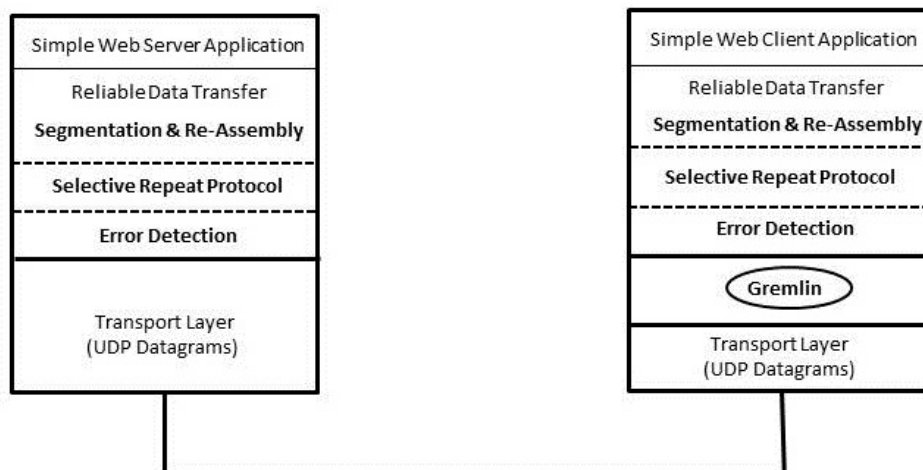 Simple Web Server Application
Reliable Data Transfer
Segmentation & Re-Assembly
Selective Repeat Protocol
Error Detection
Transport Layer
(UDP Datagrams)
Simple Web Client Application
Reliable Data Transfer
Segmentation & Re-Assembly
Selective Repeat Protocol
Error Detection
Gremlin
Transport Layer
(UDP Datagrams)